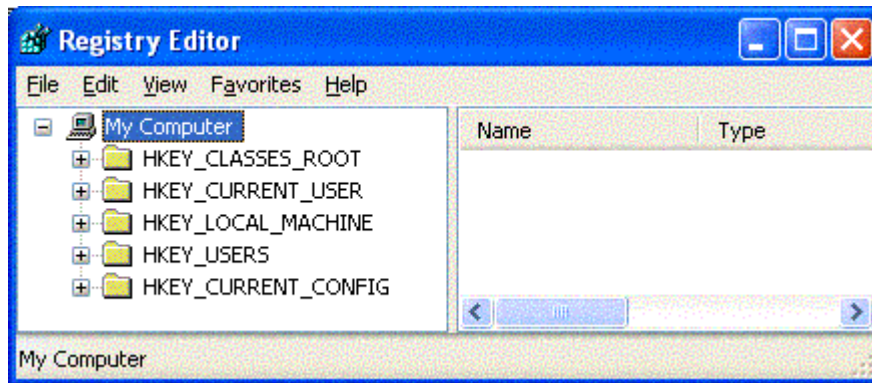 Registry Editor
File Edit View Favorites Help
My Computer
HKEY_CLASSES_ROOT
HKEY_CURRENT_USER
HKEY_LOCAL_MACHINE
HKEY_USERS
HKEY_CURRENT_CONFIG
Name Type
My Computer